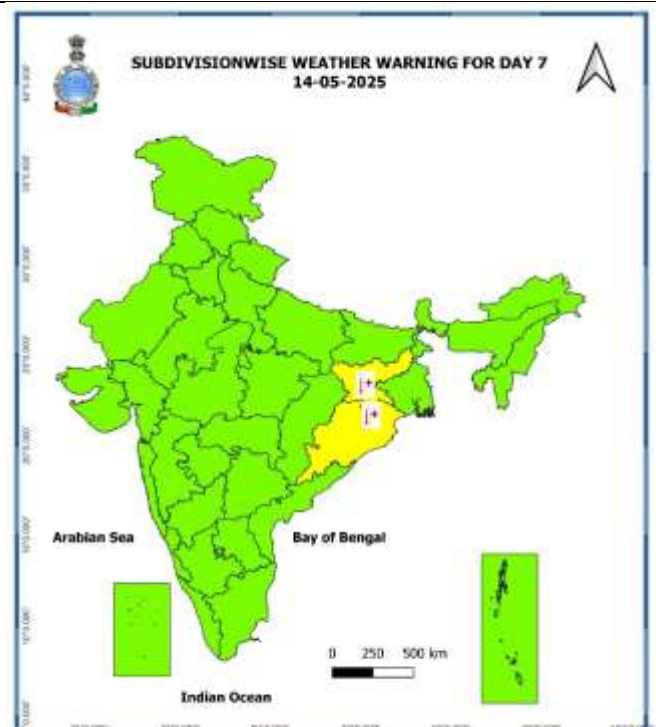 SUBDIVISIONWISE WEATHER WARNING FOR DAY 7
14-05-2025
Arabian Sea
Bay of Bengal
0 250 500 km
Indian Ocean